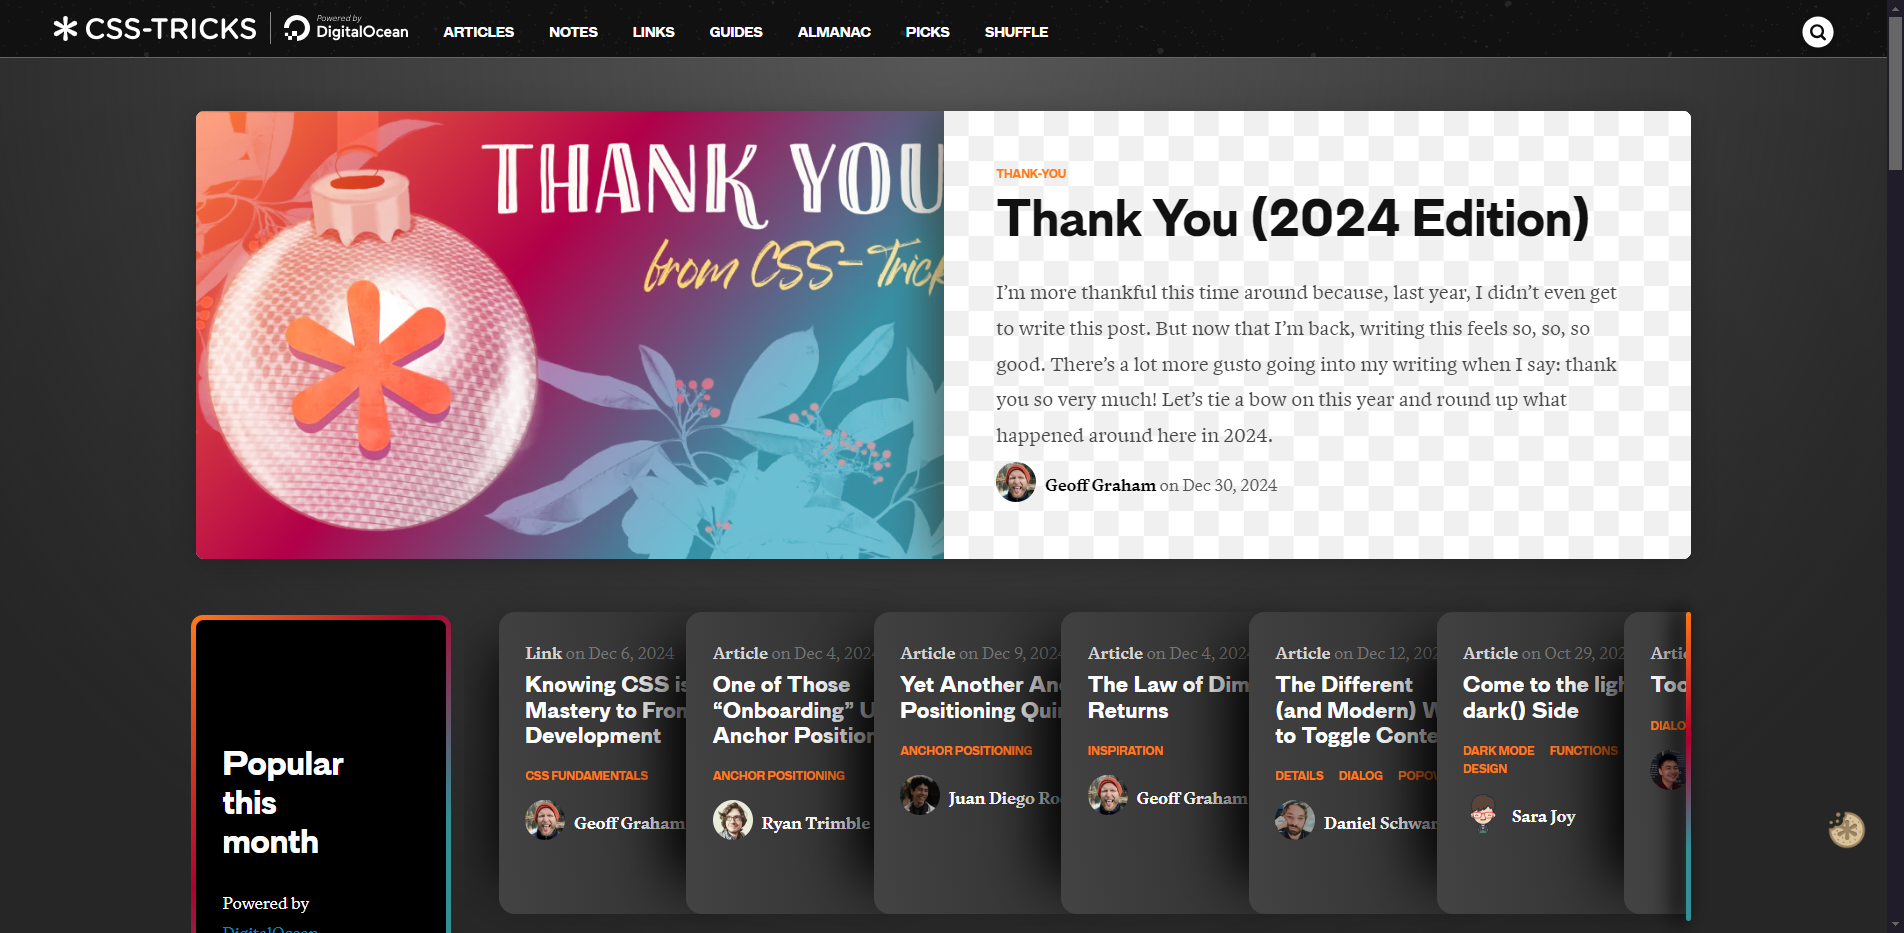 CSS-TRICKS
Powered by
DigitalOcean
ARTICLES
NOTES
LINKS
GUIDES
ALMANAC
PICKS
SHUFFLE
THANK YOU
from CSS-Trick
THANK-YOU
Thank You (2024 Edition)
I’m more thankful this time around because, last year, I didn’t even get
to write this post. But now that I’m back, writing this feels so, so, so
good. There’s a lot more gusto going into my writing when I say: thank
you so very much! Let’s tie a bow on this year and round up what
happened around here in 2024.
Geoff Graham on Dec 30, 2024
Popular
this
month
Powered by
DigitalOcean
Link on Dec 6, 2024
Knowing CSS is
Mastery to
Development
CSS FUNDAMENTALS
Geoff Graham
Article on Dec 4, 202
One of Those
“Onboarding” U
Anchor Position
ANCHOR POSITIONING
Ryan Trimble
Article on Dec 9, 202
Yet Another An
Positioning Qui
ANCHOR POSITIONING
Juan Diego Ro
Article on Dec 4, 202
The Law of Dim
Returns
INSPIRATION
Geoff Graham
Article on Dec 12, 202
The Different
(and Modern) W
to Toggle Conte
DETAILS DIALOG POPOV
Daniel Schwar
Article on Oct 29, 202
Come to the ligh
dark() Side
DARK MODE FUNCTIONS
DESIGN
Sara Joy
Arti
Too
DIALO